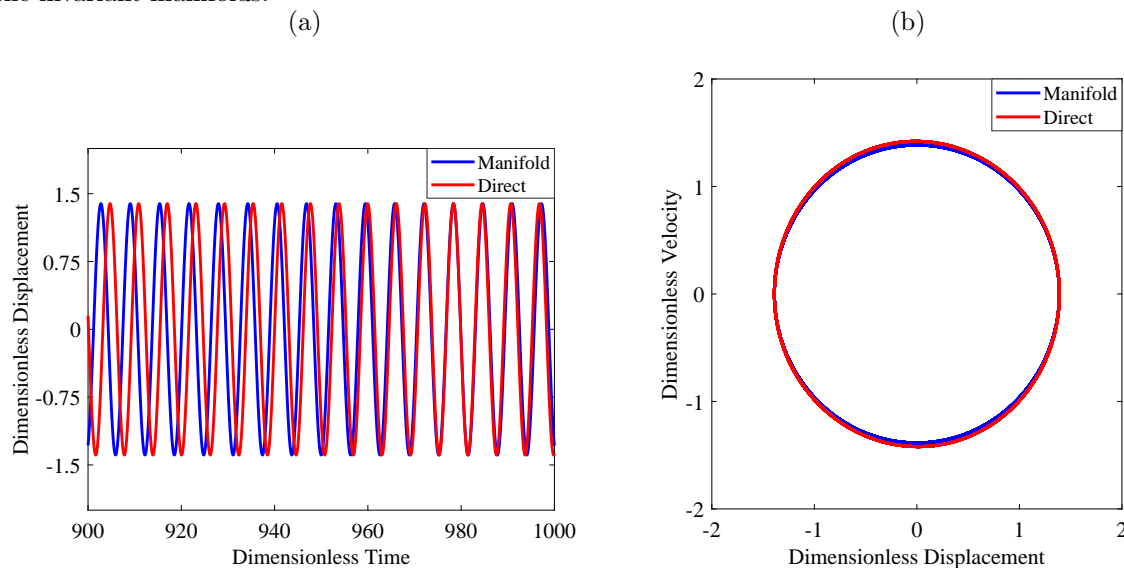 (a)
(b)
Manifold
Direct
1.5
0.75
0
-0.75
-1.5
Dimensionless Displacement
900 920 940 960 980 1000
Dimensionless Time
Manifold
Direct
2
1
0
-1
-2
Dimensionless Velocity
-2 -1 0 1 2
Dimensionless Displacement